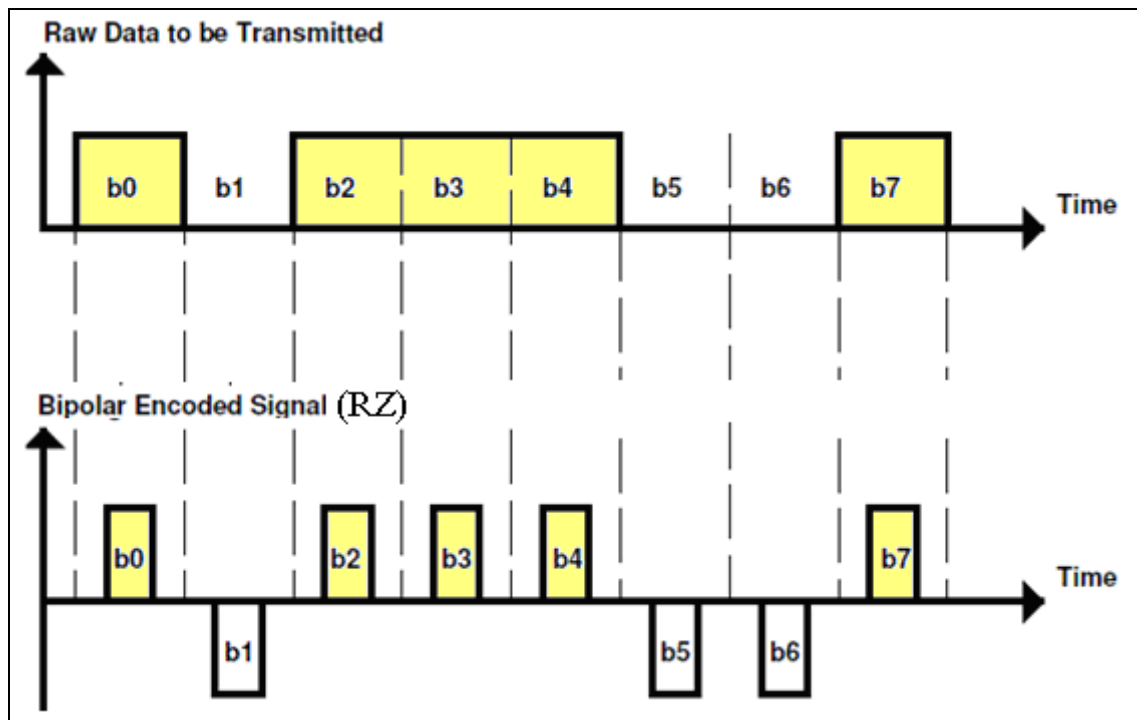 Raw Data to be Transmitted
b0 b1 b2 b3 b4 b5 b6 b7
Time
Bipolar Encoded Signal (RZ)
b0 b2 b3 b4 b7
Time
b1 b5 b6